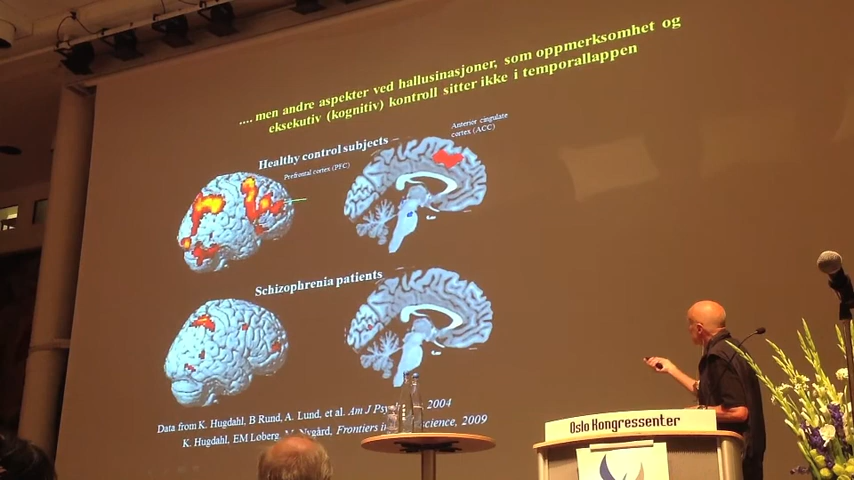 .... men andre aspekter ved hallusinasjoner, som oppmerksomhet og
eksekutiv (kognitiv) kontroll sitter ikke i temporallappen
Healthy control subjects –
Prefrontal cortex (PFC)
Anterior cingulate
cortex (ACC)
Schizophrenia patients
Data from K. Hugdahl, B Rund, A. Lund, et al. Am J 2004
K. Hugdahl, EM Løberg, Nygård, Frontiers 2009
Oslo Kongressenter